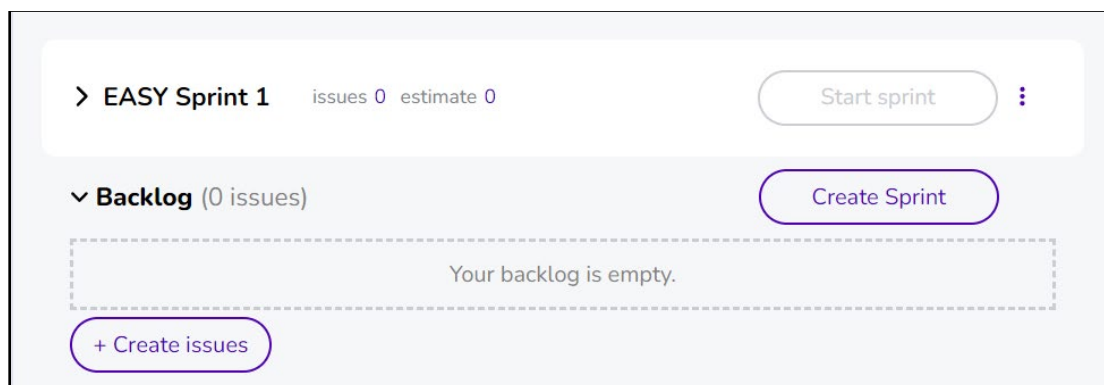 EASY Sprint 1 issues 0 estimate 0 Start sprint
Backlog (0 issues) Create Sprint
Your backlog is empty.
+ Create issues